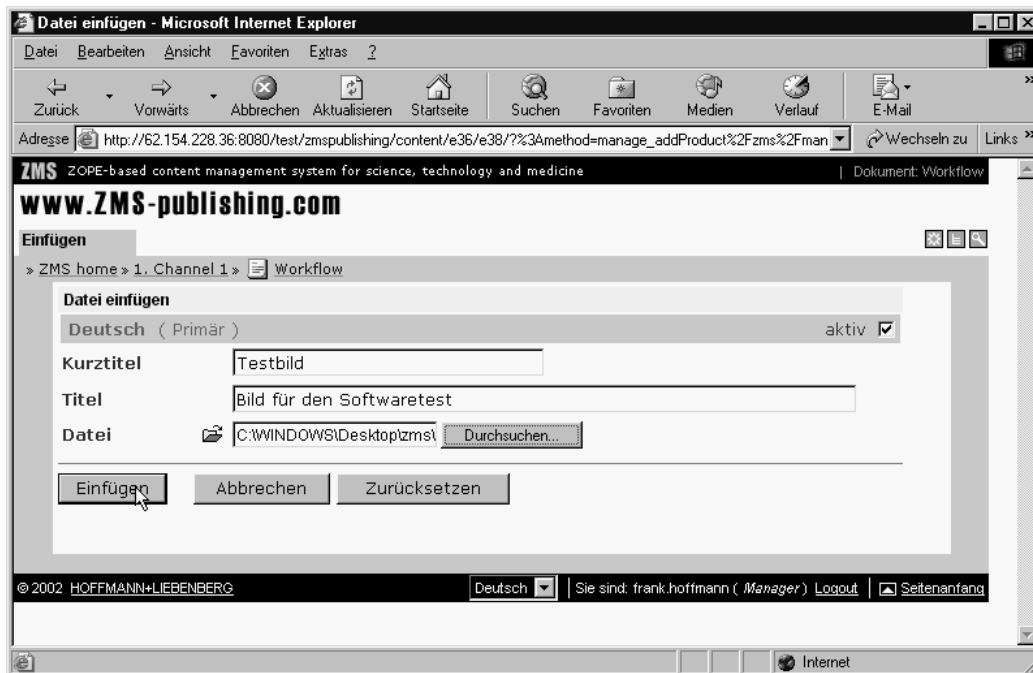 Datei einfügen - Microsoft Internet Explorer
Datei Bearbeiten Ansicht Favoriten Extras ?
Zurück Vorwärts Abbrechen Aktualisieren Startseite Suchen Favoriten Medien Verlauf E-Mail
Adresse http://62.154.228.36:8080/test/zmspublishing/content/e36/e38/?%3Amethod=manage_addProduct%2Fzms%2Fman Wechseln zu Links »
ZMS ZOPE-based content management system for science, technology and medicine | Dokument: Workflow
www.ZMS-publishing.com
Einfügen
» ZMS home » 1. Channel 1 » Workflow
Datei einfügen
Deutsch ( Primär ) aktiv
Kurztitel Testbild
Titel Bild für den Softwaretest
Datei C:\WINDOWS\Desktop\zms\ Durchsuchen...
Einfügen Abbrechen Zurücksetzen
© 2002 HOFFMANN+LIEBENBERG Deutsch | Sie sind: frank.hoffmann ( Manager ) Logout | Seitenanfang
Internet